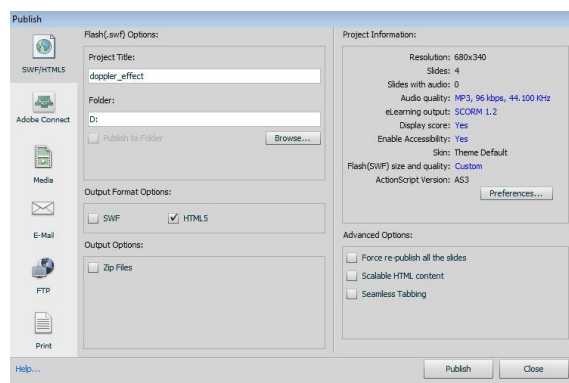 Publish
SWF/HTML5
Adobe Connect
Media
E-Mail
FTP
Print
Flash(.swf) Options:
Project Title:
doppler_effect
Folder:
D:
Publish to Folder
Browse...
Output Format Options:
SWF
HTML5
Output Options:
Zip Files
Project Information:
Resolution: 680x340
Slides: 4
Slides with audio: 0
Audio quality: MP3, 96 kbps, 44.100 KHz
eLearning output: SCORM 1.2
Display score: Yes
Enable Accessibility: Yes
Skin: Theme Default
Flash(SWF) size and quality: Custom
ActionScript Version: AS3
Preferences...
Advanced Options:
Force re-publish all the slides
Scalable HTML content
Seamless Tabbing
Help...
Publish
Close